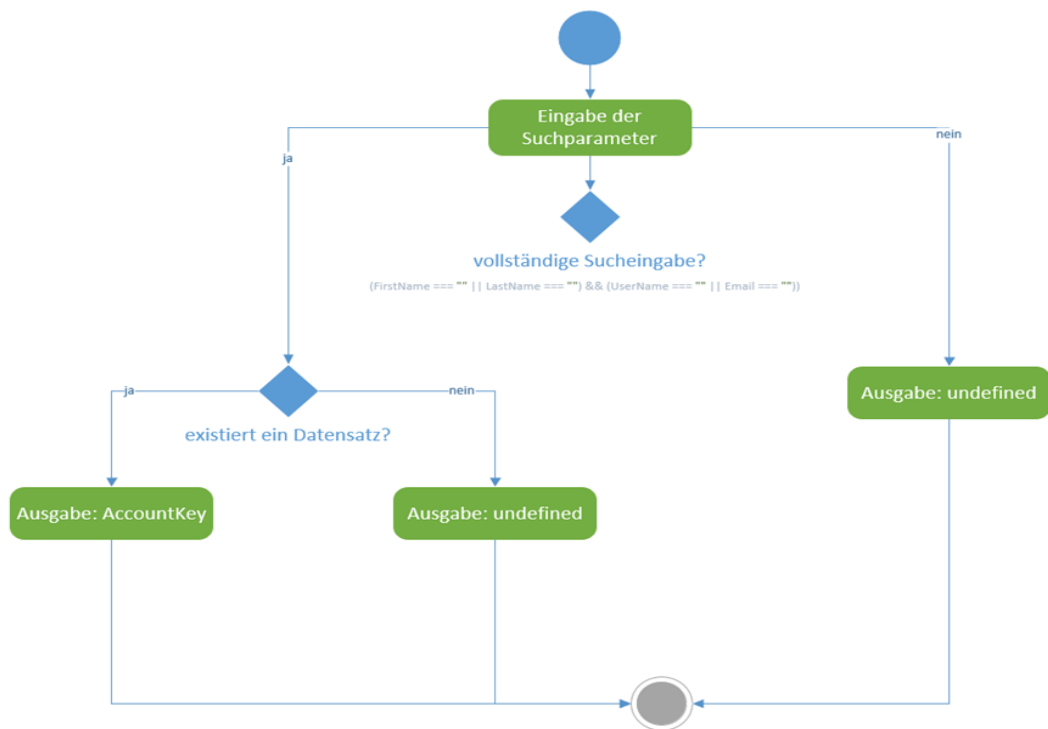 Eingabe der
Suchparameter
nein
ja
vollständige Sucheingabe?
(FirstName === "" || LastName === "") && (UserName === "" || Email === ""))
ja
nein
Ausgabe: undefined
existiert ein Datensatz?
Ausgabe: AccountKey
Ausgabe: undefined